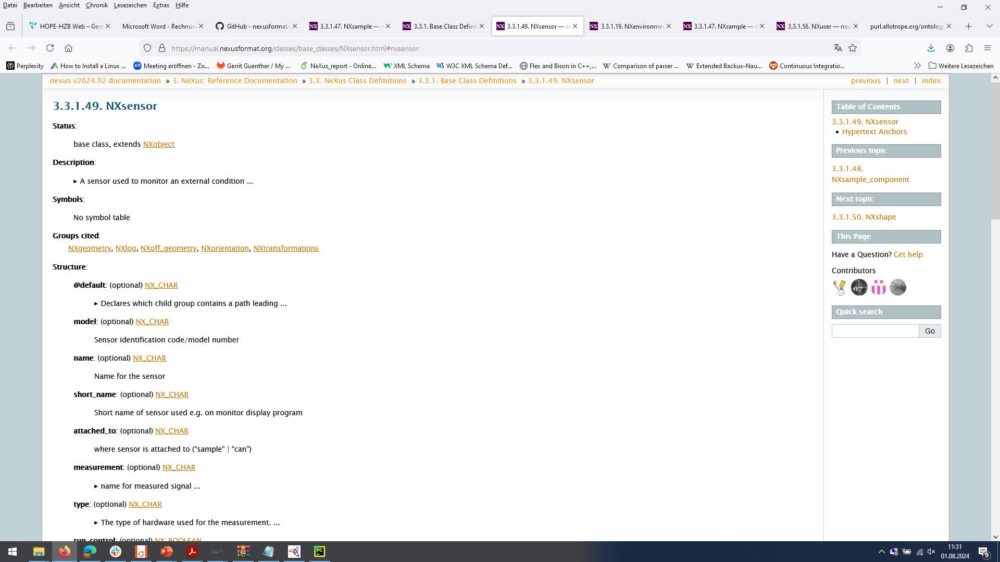 Datei Bearbeiten Ansicht Chronik Lesezeichen Extras Hilfe
HOPE-HZB Web – Gerri
Microsoft Word - Rechnun
GitHub - nexusformat/
3.3.1.47. NXsample — n
3.3.1. Base Class Definit
3.3.1.49. NXsensor — ne
3.3.1.19. NXenvironmen
3.3.1.47. NXsample — n
3.3.1.56. NXuser — nex
purl.allotrope.org/ontologi
https://manual.nexusformat.org/classes/base_classes/NXsensor.html#nxsensor
Perplexity
How to Install a Linux ...
Meeting eröffnen - Zo...
Gerrit Guenther / My ...
NeXus_report - Online...
XML Schema
W3C XML Schema Def...
Flex and Bison in C++,...
Comparison of parser ...
Extended Backus–Nau...
Continuous Integratio...
Weitere Lesezeichen
nexus v2024.02 documentation » 3. NeXus: Reference Documentation » 3.3. NeXus Class Definitions » 3.3.1. Base Class Definitions » 3.3.1.49. NXsensor
previous | next | index
3.3.1.49. NXsensor
Status:
base class, extends NXobject
Description:
▸ A sensor used to monitor an external condition ...
Symbols:
No symbol table
Groups cited:
NXgeometry, NXlog, NXoff_geometry, NXorientation, NXtransformations
Structure:
@default: (optional) NX_CHAR
▸ Declares which child group contains a path leading ...
model: (optional) NX_CHAR
Sensor identification code/model number
name: (optional) NX_CHAR
Name for the sensor
short_name: (optional) NX_CHAR
Short name of sensor used e.g. on monitor display program
attached_to: (optional) NX_CHAR
where sensor is attached to (“sample” | “can”)
measurement: (optional) NX_CHAR
▸ name for measured signal ...
type: (optional) NX_CHAR
▸ The type of hardware used for the measurement. ...
run_control: (optional) NX_BOOLEAN
Table of Contents
3.3.1.49. NXsensor
▪ Hypertext Anchors
Previous topic
3.3.1.48.
NXsample_component
Next topic
3.3.1.50. NXshape
This Page
Have a Question? Get help
Contributors
Quick search
Go
11:31
01.08.2024
9